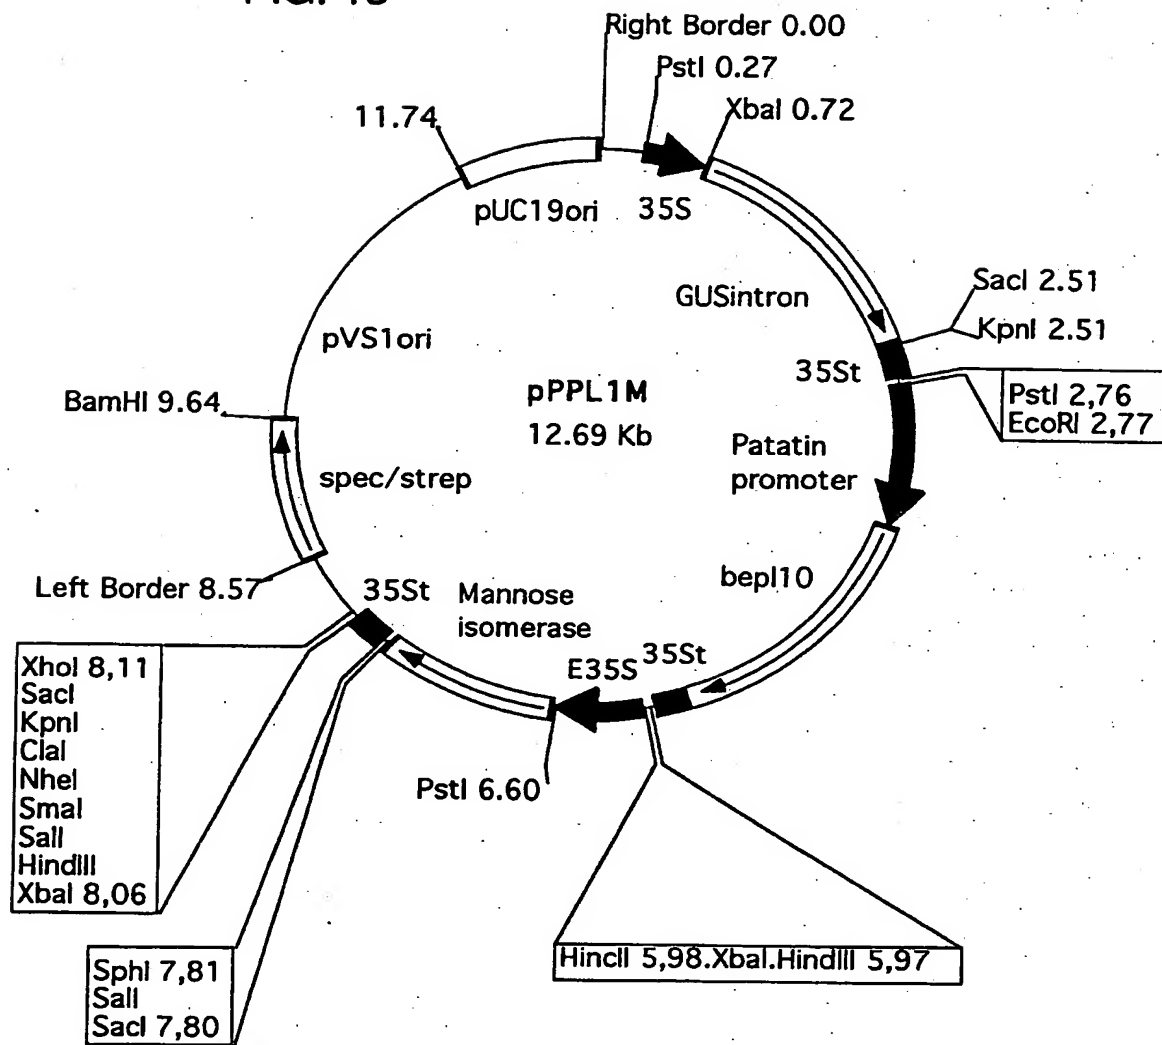 Right Border 0.00
PstI 0.27
XbaI 0.72
11.74
pUC19ori
35S
GUSintron
SacI 2.51
KpnI 2.51
pVS1ori
35St
pPPL1M
12.69 Kb
PstI 2,76
EcoRI 2,77
BamHI 9.64
Patatin
promoter
spec/strep
bepl10
Left Border 8.57
35St
Mannose
isomerase
E35S
35St
XhoI 8,11
SacI
KpnI
ClaI
NheI
SmaI
SalI
HindIII
XbaI 8,06
PstI 6.60
HincII 5,98.XbaI.HindIII 5,97
SphI 7,81
SalI
SacI 7,80